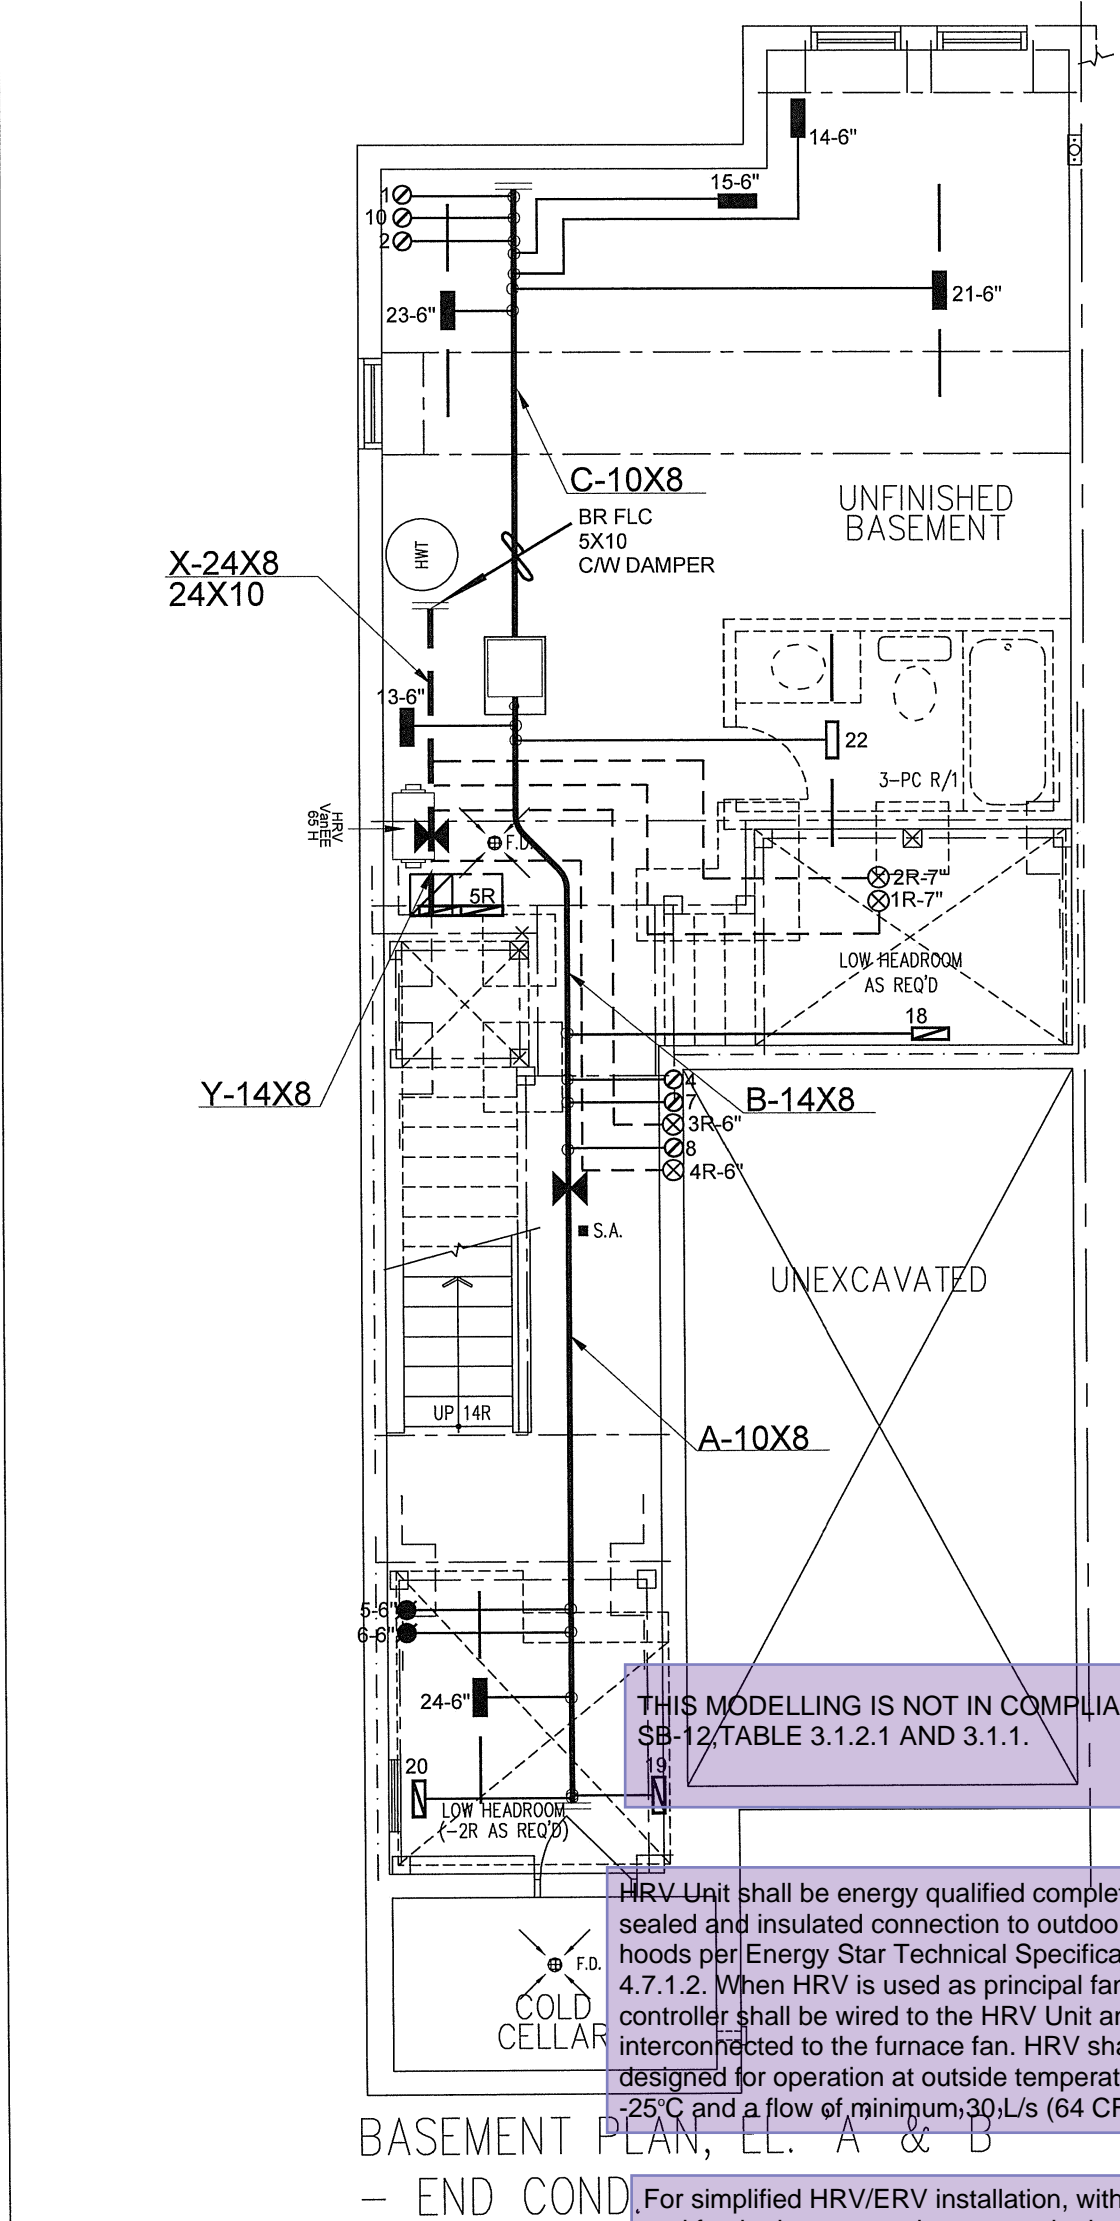 14-6"
15-6"
1
10
2
21-6"
23-6"
C-10X8
UNFINISHED
BASEMENT
BR FLC
5X10
C/W DAMPER
HWT
X-24X8
24X10
13-6"
22
3-PC R/1
HRV
VanEE
65 H
F.D.
5R
2R-7"
1R-7"
LOW HEADROOM
AS REQ'D
18
Y-14X8
4
B-14X8
7
3R-6"
8
4R-6"
S.A.
UNEXCAVATED
UP 14R
A-10X8
5-6"
6-6"
24-6"
THIS MODELLING IS NOT IN COMPLIA
SB-12,TABLE 3.1.2.1 AND 3.1.1.
20
19
LOW HEADROOM
(-2R AS REQ'D)
HRV Unit shall be energy qualified comple
sealed and insulated connection to outdoo
hoods per Energy Star Technical Specifica
4.7.1.2. When HRV is used as principal fan
controller shall be wired to the HRV Unit an
interconnected to the furnace fan. HRV sha
designed for operation at outside temperat
-25°C and a flow of minimum 30 L/s (64 CF
F.D.
COLD
CELLAR
BASEMENT PLAN, EL. 'A' & 'B'
- END COND.
For simplified HRV/ERV installation, with